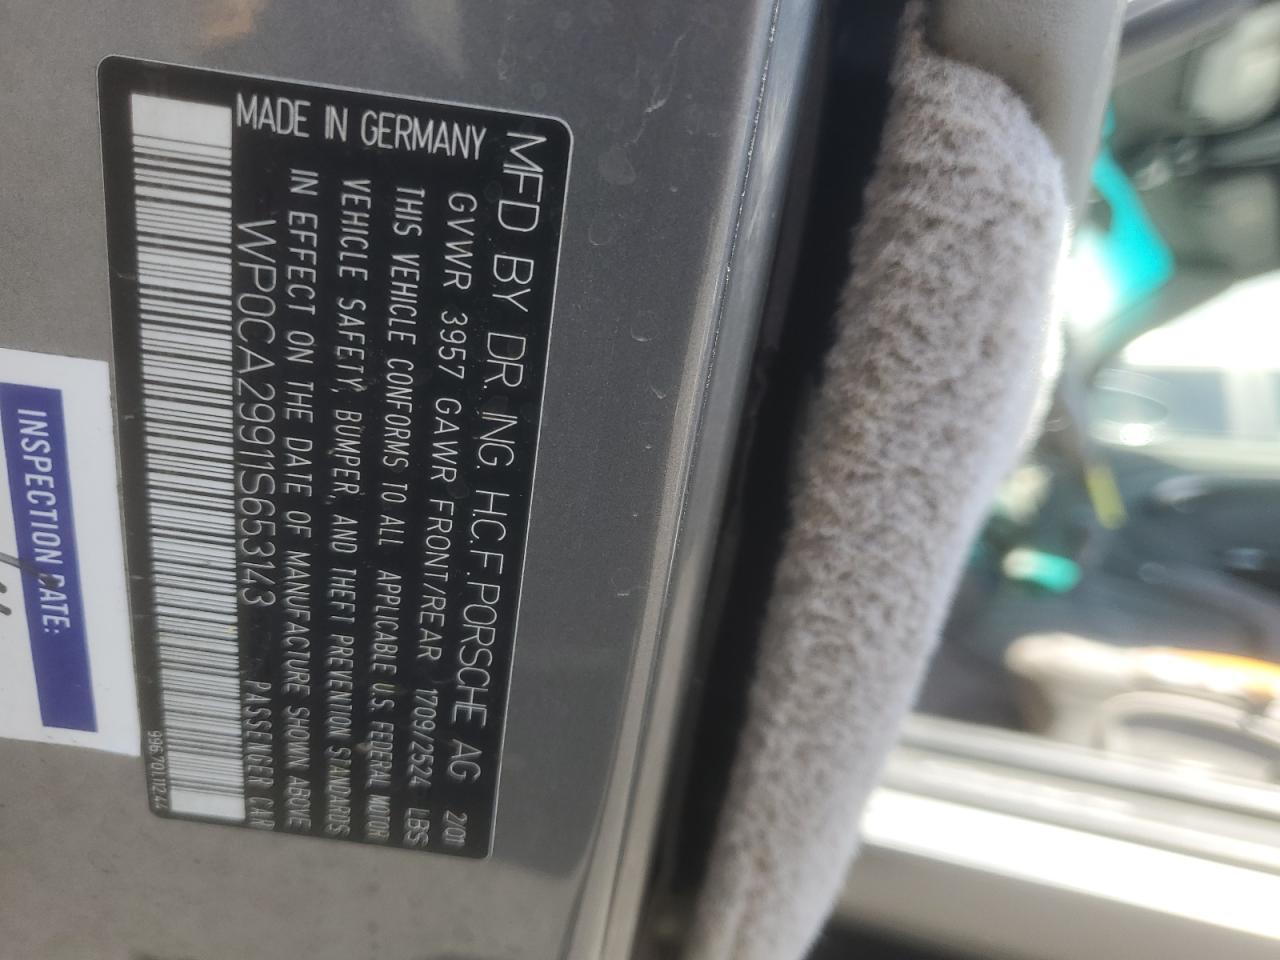 MFD BY DR. ING. H.C.F. PORSCHE AG 2/01
GVWR 3957 GAWR FRONT/REAR 1709/2524 LBS
THIS VEHICLE CONFORMS TO ALL APPLICABLE U.S. FEDERAL MOTOR
VEHICLE SAFETY, BUMPER, AND THEFT PREVENTION STANDARDS
IN EFFECT ON THE DATE OF MANUFACTURE SHOWN ABOVE
MADE IN GERMANY
WP0CA29911S653143 PASSENGER CAR
996.701.112.44
INSPECTION DATE: